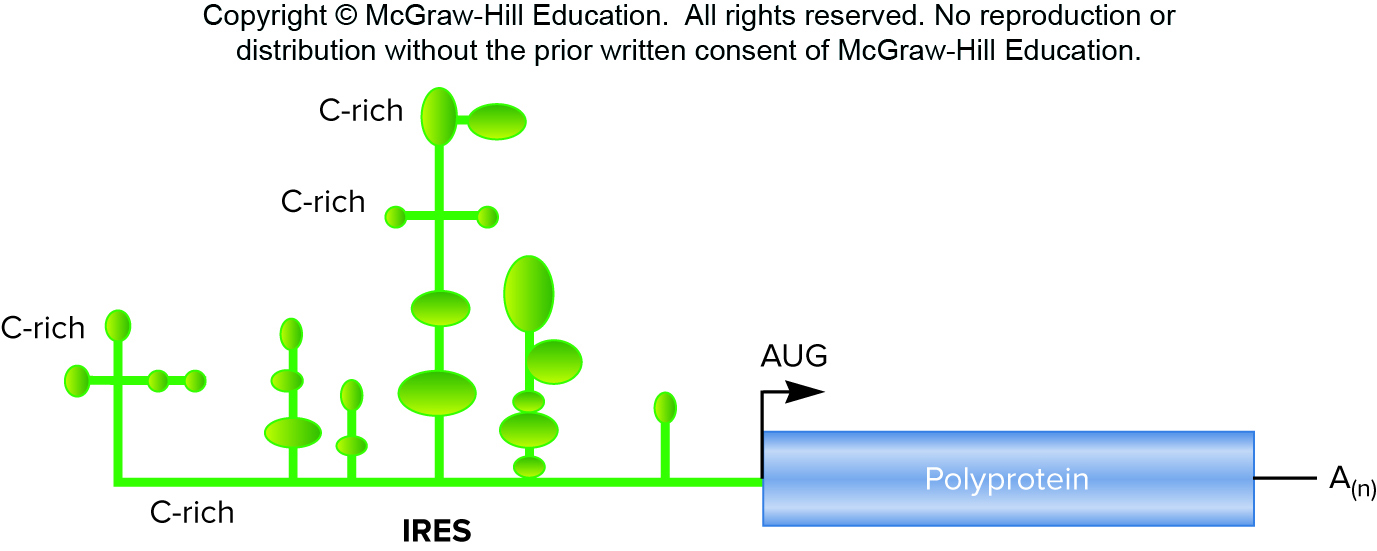 Copyright © McGraw-Hill Education.  All rights reserved. No reproduction or
distribution without the prior written consent of McGraw-Hill Education.
C-rich
C-rich
C-rich
AUG
Polyprotein
A(n)
C-rich
IRES